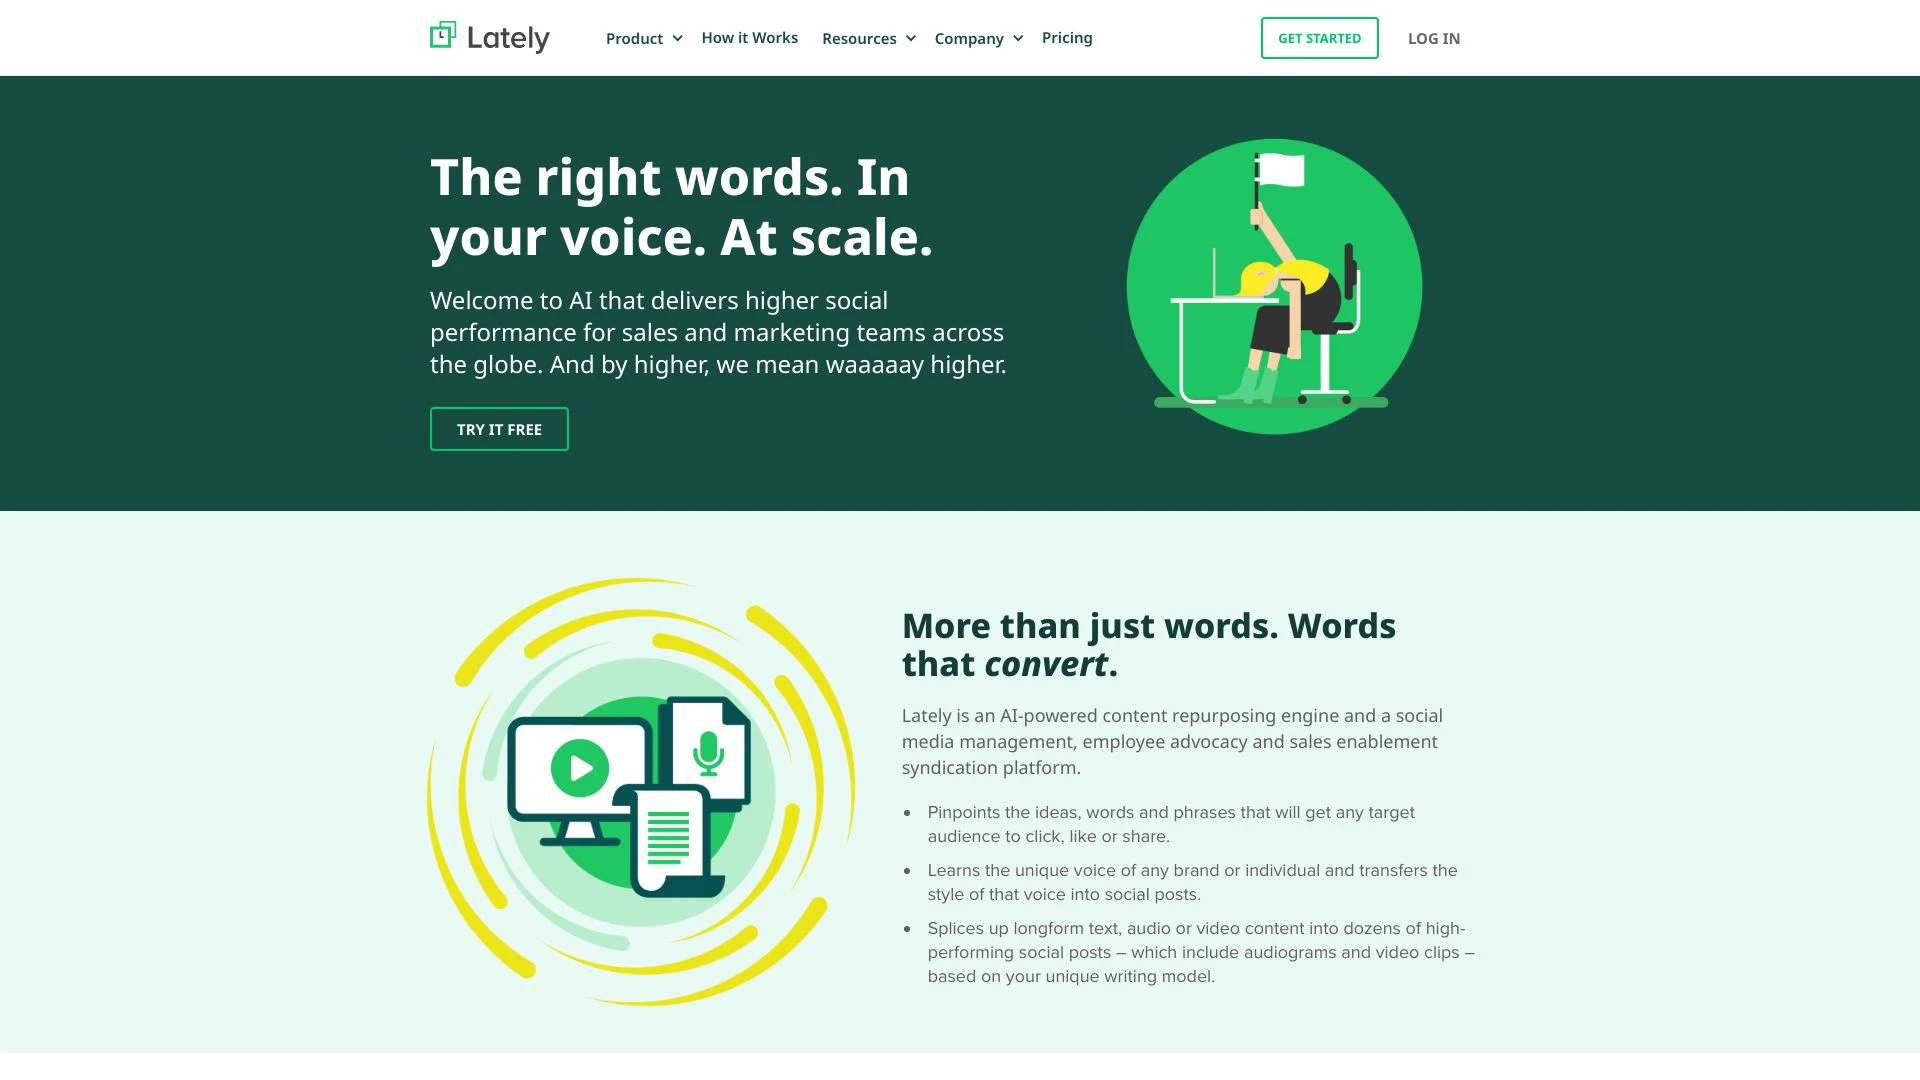 Lately
Product
How it Works
Resources
Company
Pricing
GET STARTED
LOG IN
The right words. In
your voice. At scale.
Welcome to AI that delivers higher social
performance for sales and marketing teams across
the globe. And by higher, we mean waaaaay higher.
TRY IT FREE
More than just words. Words
that convert.
Lately is an AI-powered content repurposing engine and a social
media management, employee advocacy and sales enablement
syndication platform.
Pinpoints the ideas, words and phrases that will get any target
audience to click, like or share.
Learns the unique voice of any brand or individual and transfers the
style of that voice into social posts.
Splices up longform text, audio or video content into dozens of high-
performing social posts – which include audiograms and video clips –
based on your unique writing model.